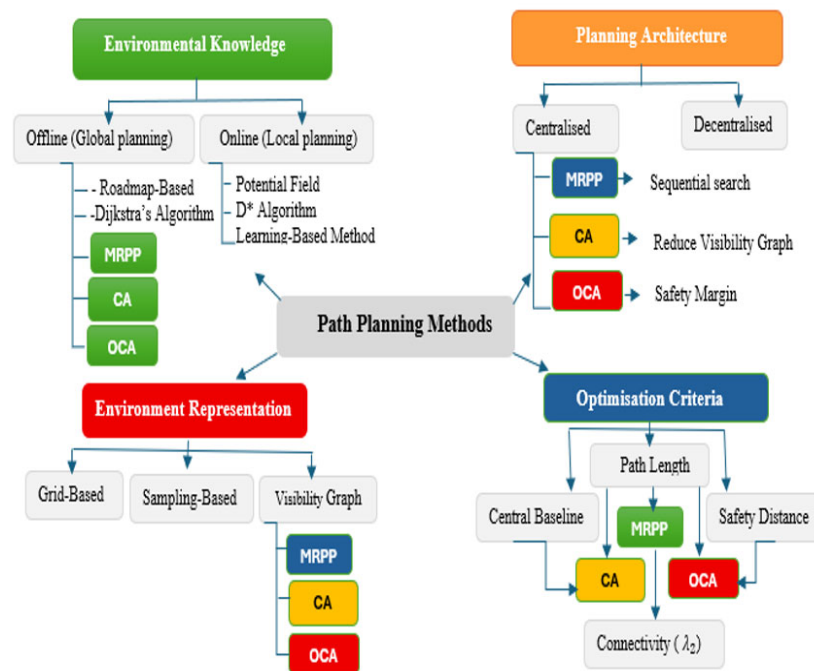 Environmental Knowledge
Offline (Global planning)
Online (Local planning)
- Roadmap-Based
-Dijkstra's Algorithm
MRPP
CA
OCA
Potential Field
D* Algorithm
Learning-Based Method
Planning Architecture
Centralised
Decentralised
MRPP
Sequential search
CA
Reduce Visibility Graph
OCA
Safety Margin
Path Planning Methods
Environment Representation
Grid-Based
Sampling-Based
Visibility Graph
MRPP
CA
OCA
Optimisation Criteria
Path Length
Central Baseline
MRPP
Safety Distance
CA
OCA
Connectivity ( λ₂)